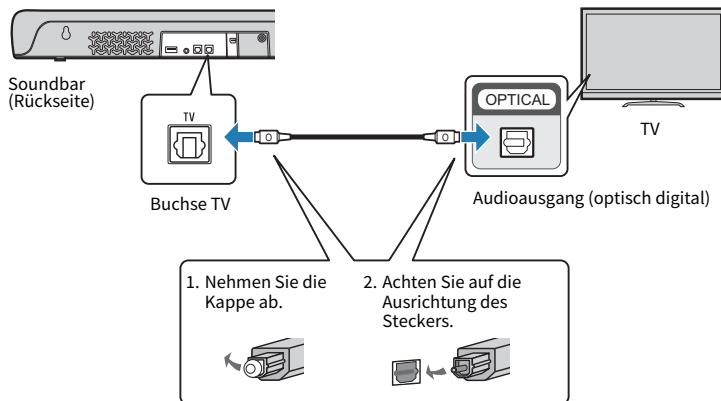 Soundbar
(Rückseite)
TV
Buchse TV
OPTICAL
TV
Audioausgang (optisch digital)
1. Nehmen Sie die
Kappe ab.
2. Achten Sie auf die
Ausrichtung des
Steckers.